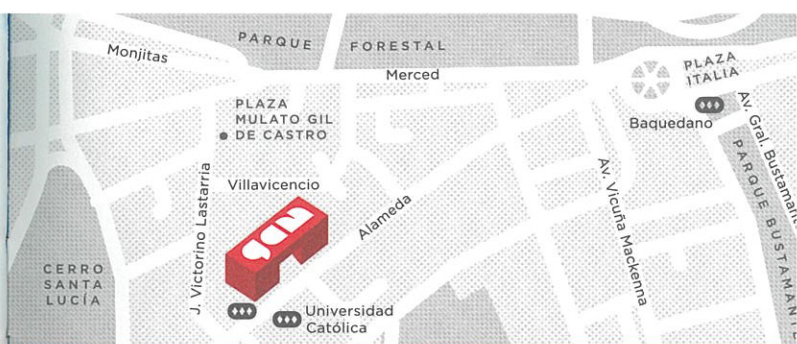 Monjitas
PARQUE FORESTAL
Merced
PLAZA
ITALIA
PLAZA
MULATO GIL
DE CASTRO
Baquedano
Av. Gral. Bustamante
PARQUE BUSTAMANTE
Av. Vicuña Mackenna
Villavicencio
J. Victorino Lastarria
Alameda
CERRO
SANTA
LUCÍA
Universidad
Católica